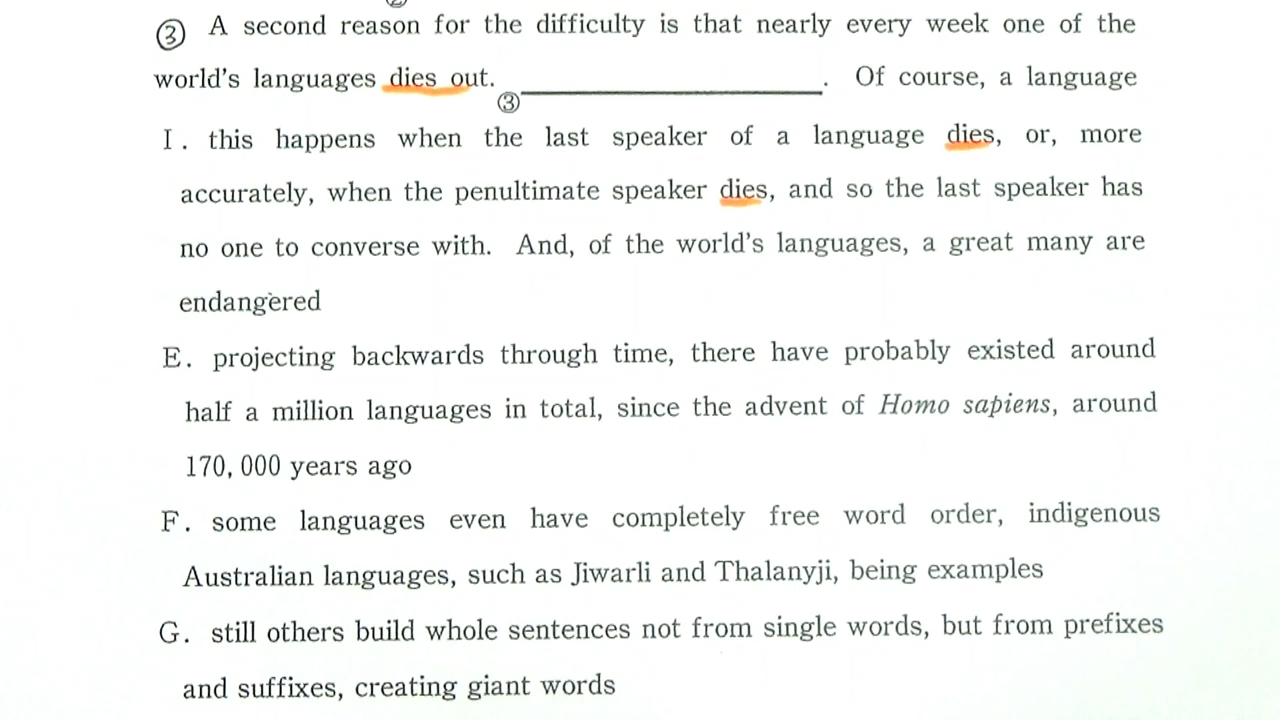 ③ A second reason for the difficulty is that nearly every week one of the
world's languages dies out. ③____________________. Of course, a language
I. this happens when the last speaker of a language dies, or, more
accurately, when the penultimate speaker dies, and so the last speaker has
no one to converse with. And, of the world's languages, a great many are
endangered
E. projecting backwards through time, there have probably existed around
half a million languages in total, since the advent of Homo sapiens, around
170,000 years ago
F. some languages even have completely free word order, indigenous
Australian languages, such as Jiwarli and Thalanyji, being examples
G. still others build whole sentences not from single words, but from prefixes
and suffixes, creating giant words